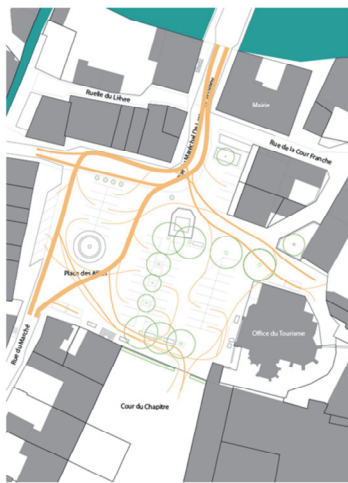 Ruelle du Lièvre
Mairie
Rue de la Cour Franche
Place des
Rue du Marché
Office du Tourisme
Cour du Chapitre